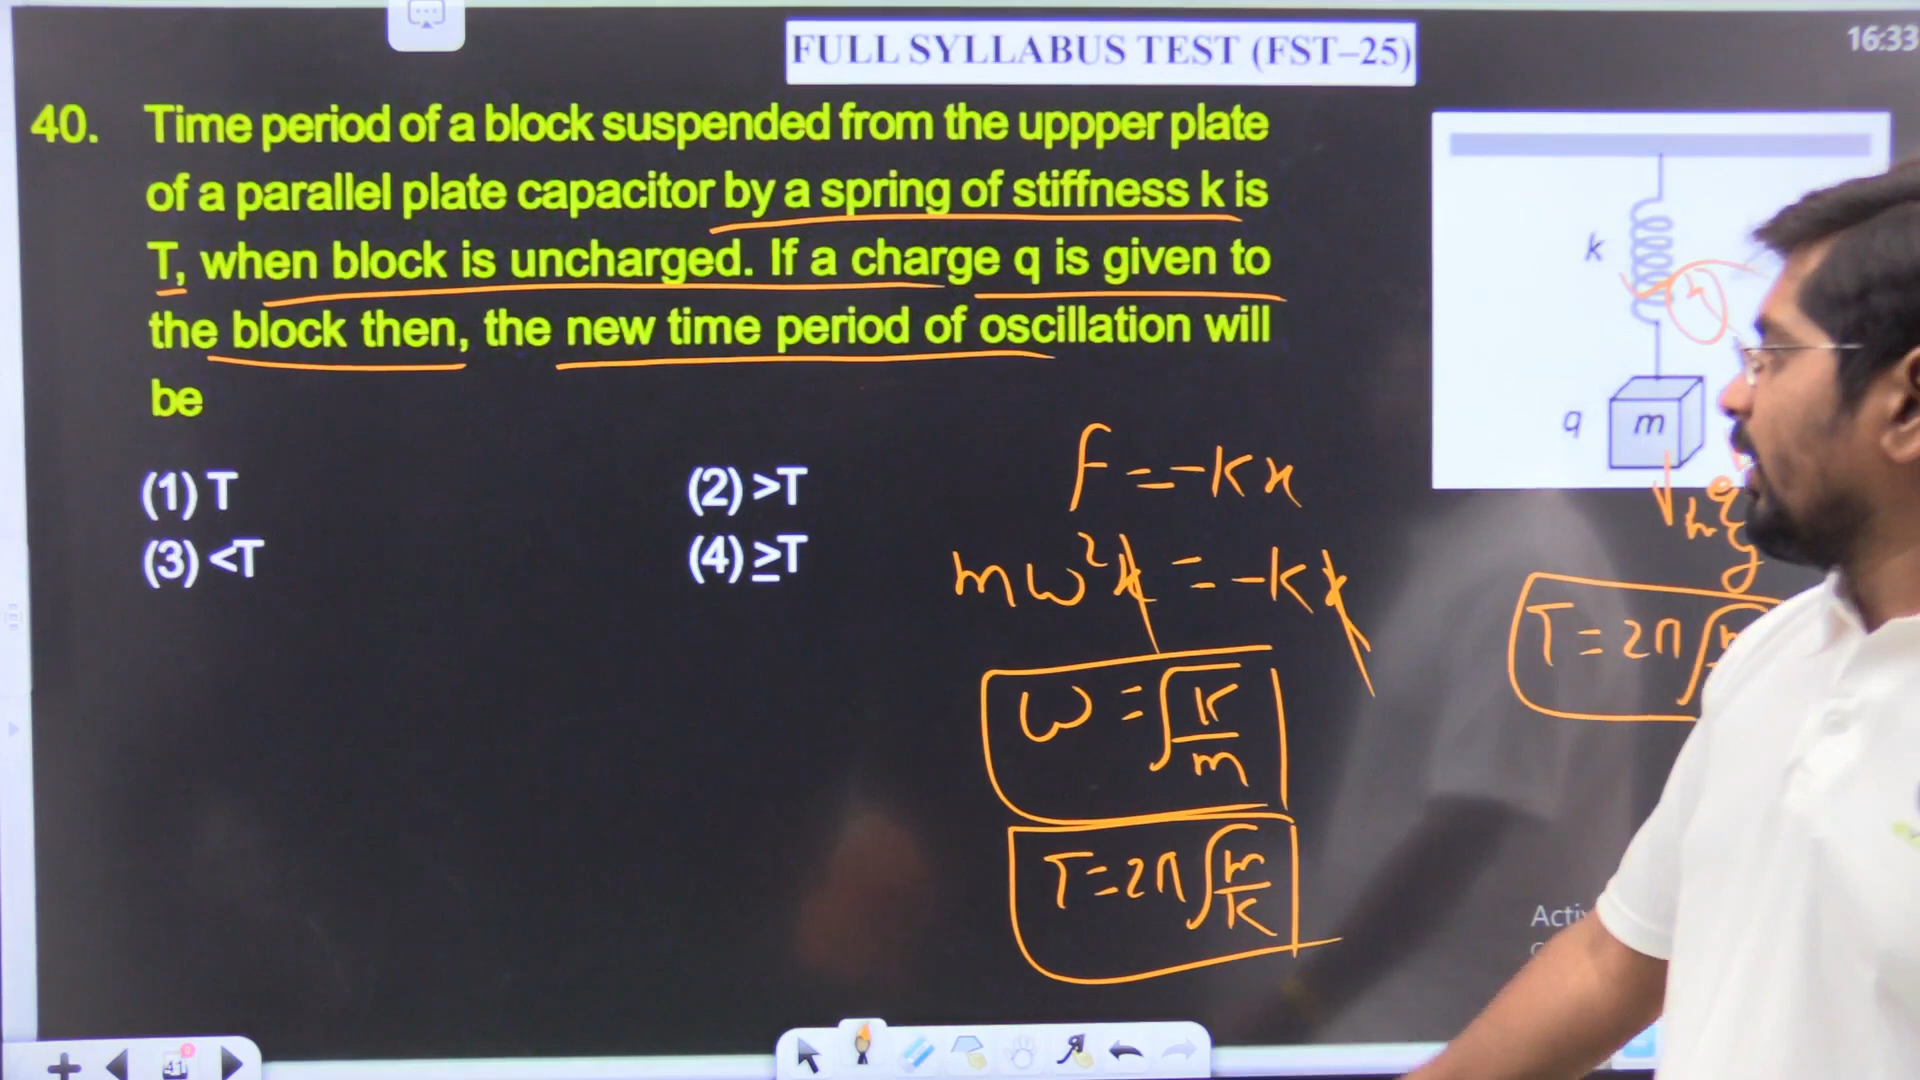 FULL SYLLABUS TEST (FST–25)
16:33
40. Time period of a block suspended from the uppper plate
of a parallel plate capacitor by a spring of stiffness k is
T, when block is uncharged. If a charge q is given to
the block then, the new time period of oscillation will
be
(1) T
(2) >T
(3) <T
(4) ≥T
k
q
m
F = -kx
mω²x = -kx
ω = √(k/m)
T = 2π√(m/k)
T = 2π√
41